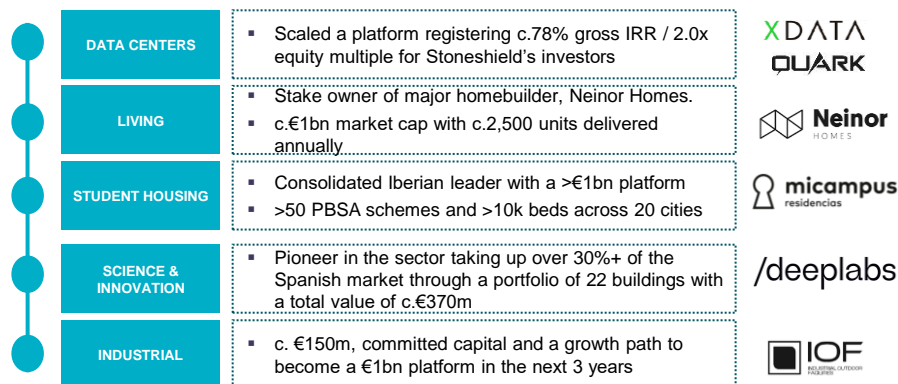 DATA CENTERS
▪ Scaled a platform registering c.78% gross IRR / 2.0x
equity multiple for Stoneshield's investors
XDATA
QUARK
LIVING
▪ Stake owner of major homebuilder, Neinor Homes.
▪ c.€1bn market cap with c.2,500 units delivered
annually
Neinor
HOMES
STUDENT HOUSING
▪ Consolidated Iberian leader with a >€1bn platform
▪ >50 PBSA schemes and >10k beds across 20 cities
micampus
residencias
SCIENCE &
INNOVATION
▪ Pioneer in the sector taking up over 30%+ of the
Spanish market through a portfolio of 22 buildings with
a total value of c.€370m
/deeplabs
INDUSTRIAL
▪ c. €150m, committed capital and a growth path to
become a €1bn platform in the next 3 years
IOF
INDUSTRIAL OUTDOOR
FACILITIES